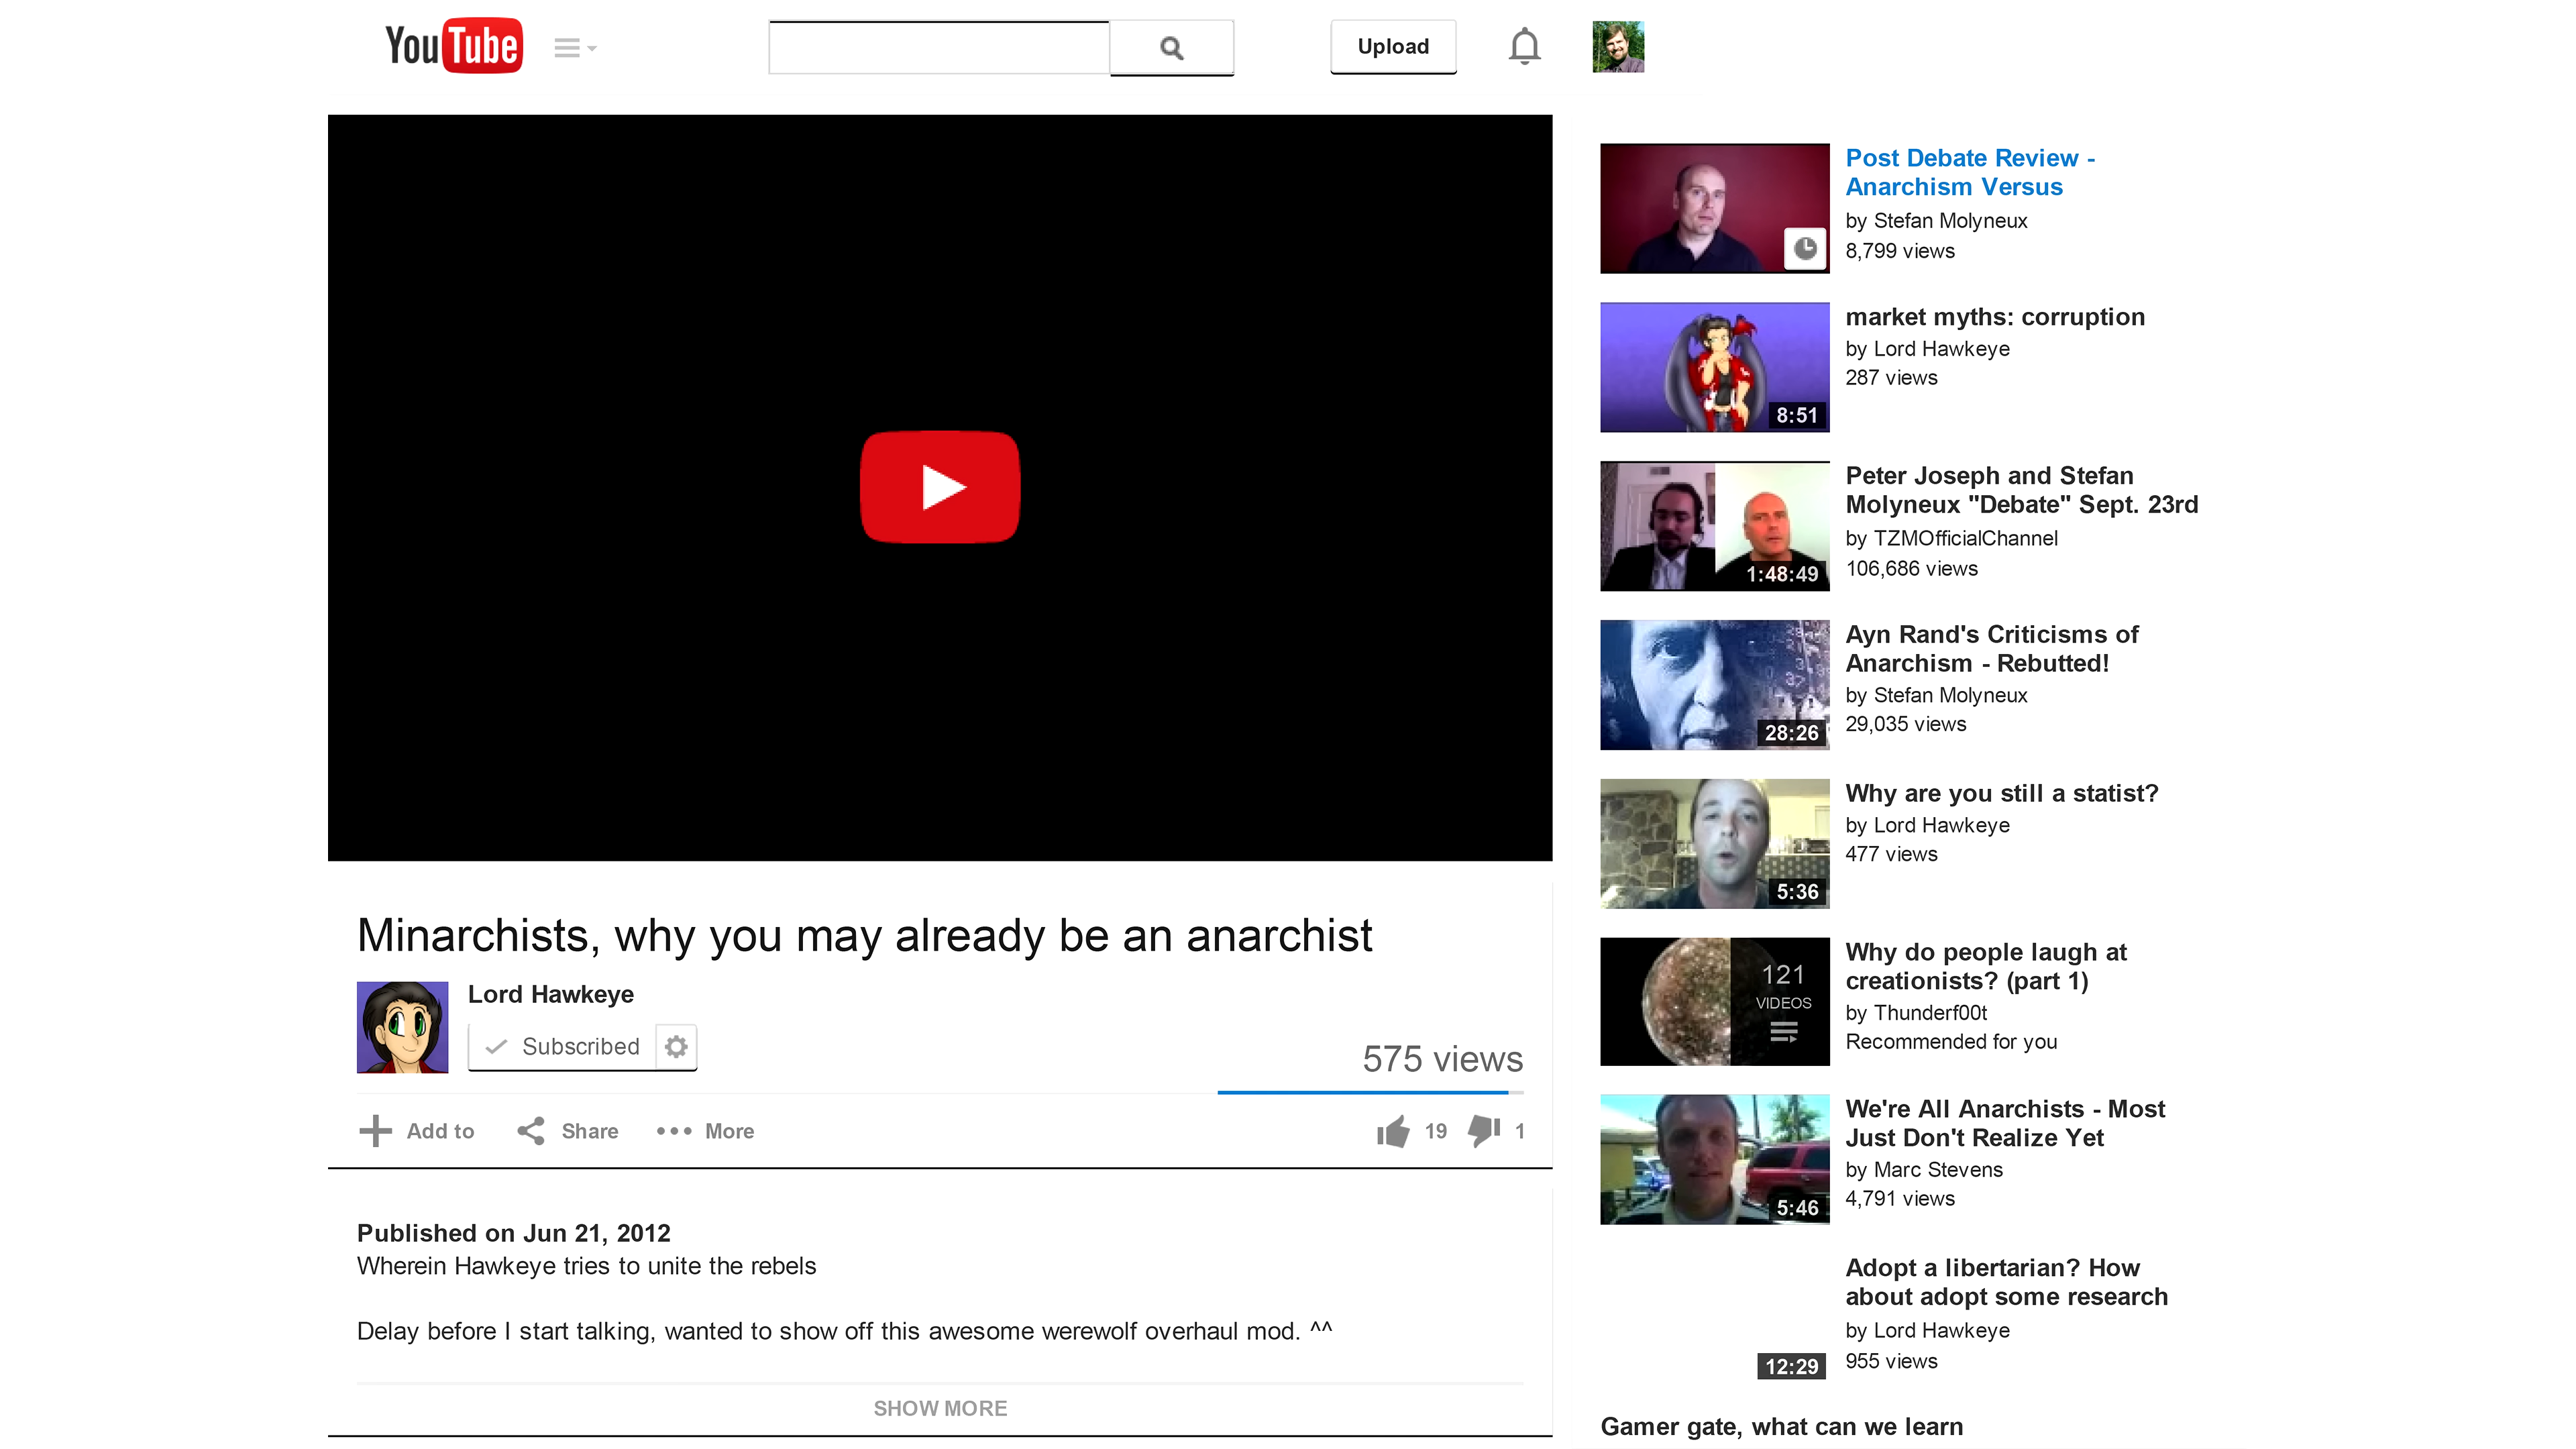 YouTube
Upload
Post Debate Review -
Anarchism Versus
by Stefan Molyneux
8,799 views
market myths: corruption
by Lord Hawkeye
287 views
8:51
Peter Joseph and Stefan
Molyneux "Debate" Sept. 23rd
by TZMOfficialChannel
106,686 views
1:48:49
Ayn Rand's Criticisms of
Anarchism - Rebutted!
by Stefan Molyneux
29,035 views
28:26
Why are you still a statist?
by Lord Hawkeye
477 views
5:36
Why do people laugh at
creationists? (part 1)
by Thunderf00t
Recommended for you
121
VIDEOS
We're All Anarchists - Most
Just Don't Realize Yet
by Marc Stevens
4,791 views
5:46
Adopt a libertarian? How
about adopt some research
by Lord Hawkeye
955 views
12:29
Gamer gate, what can we learn
Minarchists, why you may already be an anarchist
Lord Hawkeye
Subscribed
575 views
Add to Share More 19 1
Published on Jun 21, 2012
Wherein Hawkeye tries to unite the rebels
Delay before I start talking, wanted to show off this awesome werewolf overhaul mod. ^^
SHOW MORE